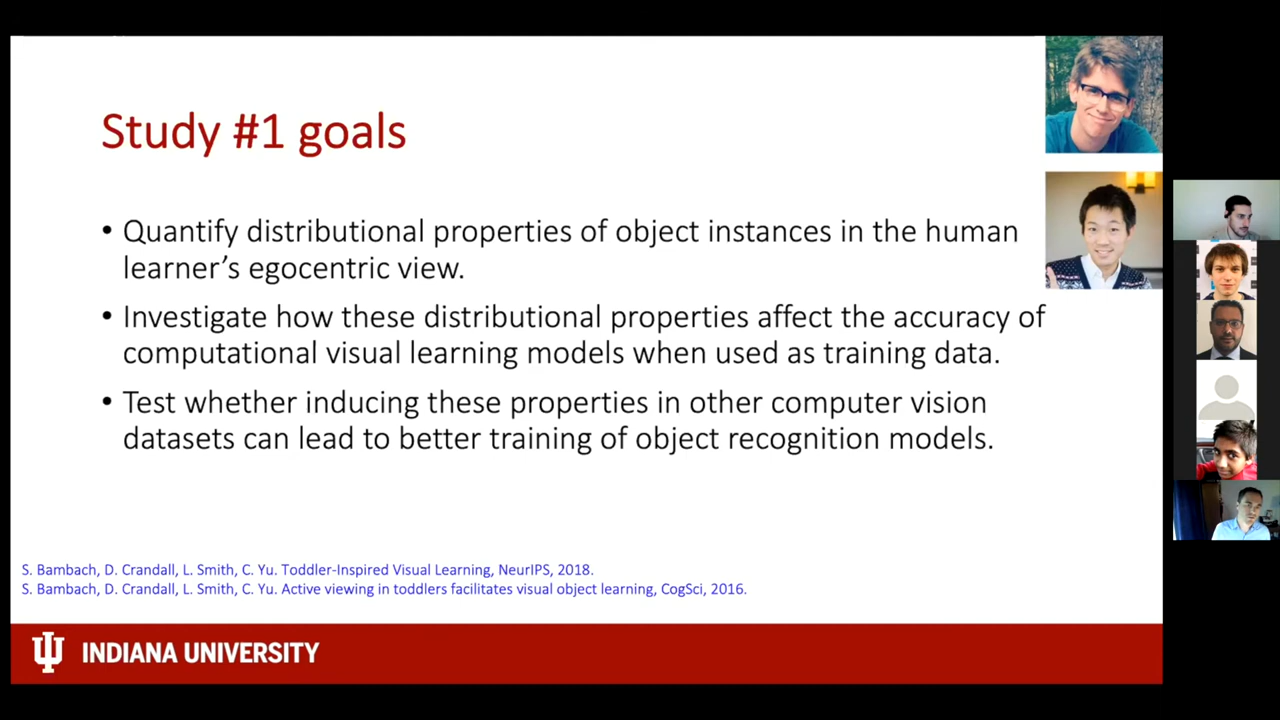 Study #1 goals
• Quantify distributional properties of object instances in the human
learner’s egocentric view.
• Investigate how these distributional properties affect the accuracy of
computational visual learning models when used as training data.
• Test whether inducing these properties in other computer vision
datasets can lead to better training of object recognition models.
S. Bambach, D. Crandall, L. Smith, C. Yu. Toddler-Inspired Visual Learning, NeurIPS, 2018.
S. Bambach, D. Crandall, L. Smith, C. Yu. Active viewing in toddlers facilitates visual object learning, CogSci, 2016.
INDIANA UNIVERSITY